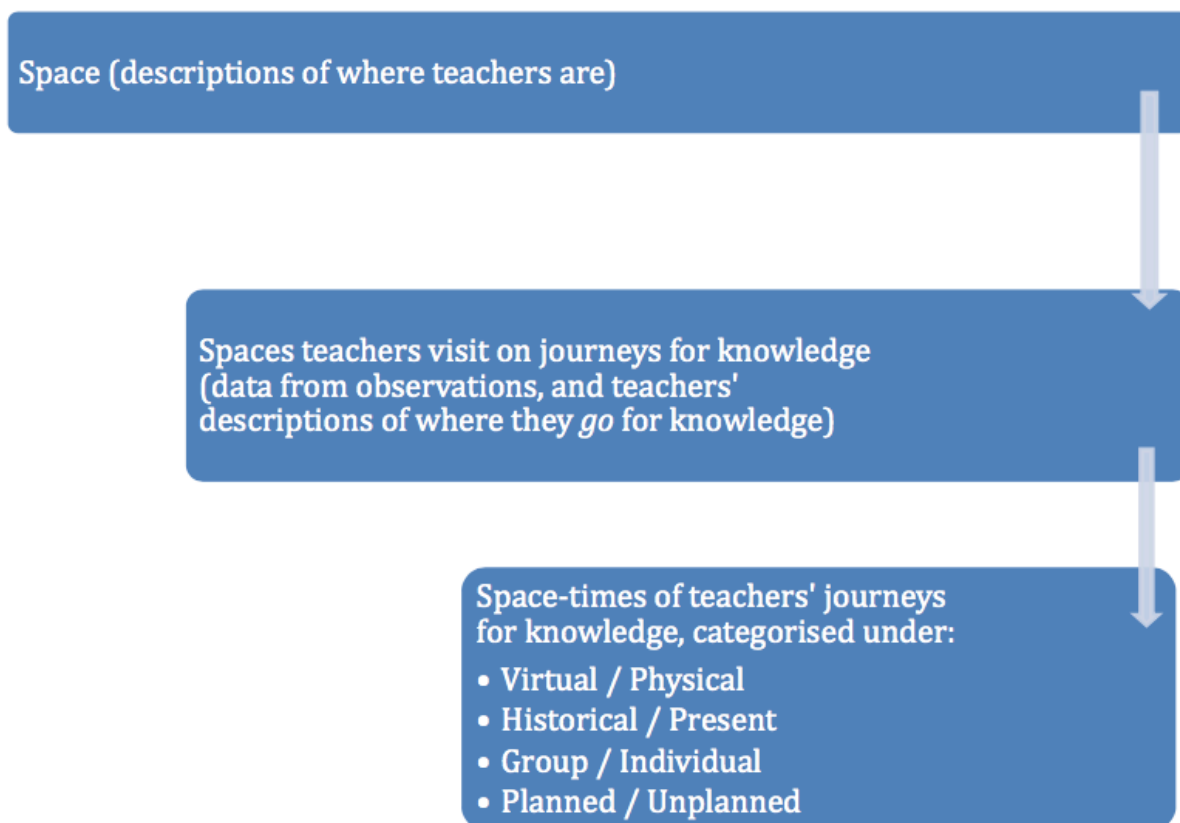 Space (descriptions of where teachers are)
Spaces teachers visit on journeys for knowledge
(data from observations, and teachers'
descriptions of where they go for knowledge)
Space-times of teachers' journeys
for knowledge, categorised under:
• Virtual / Physical
• Historical / Present
• Group / Individual
• Planned / Unplanned